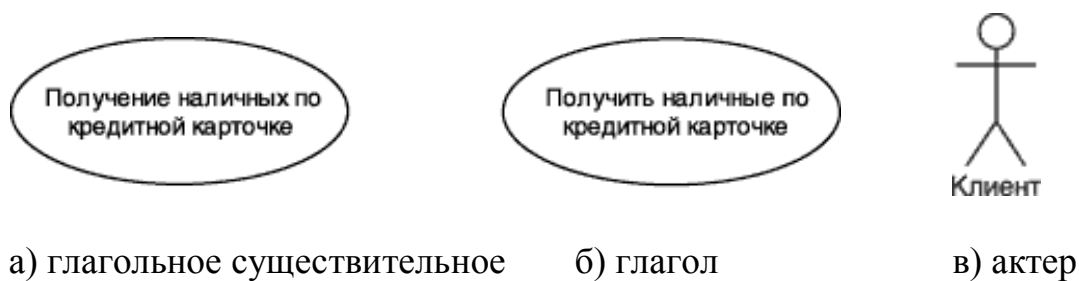 Получение наличных по
кредитной карточке
Получить наличные по
кредитной карточке
Клиент
а) глагольное существительное б) глагол в) актер